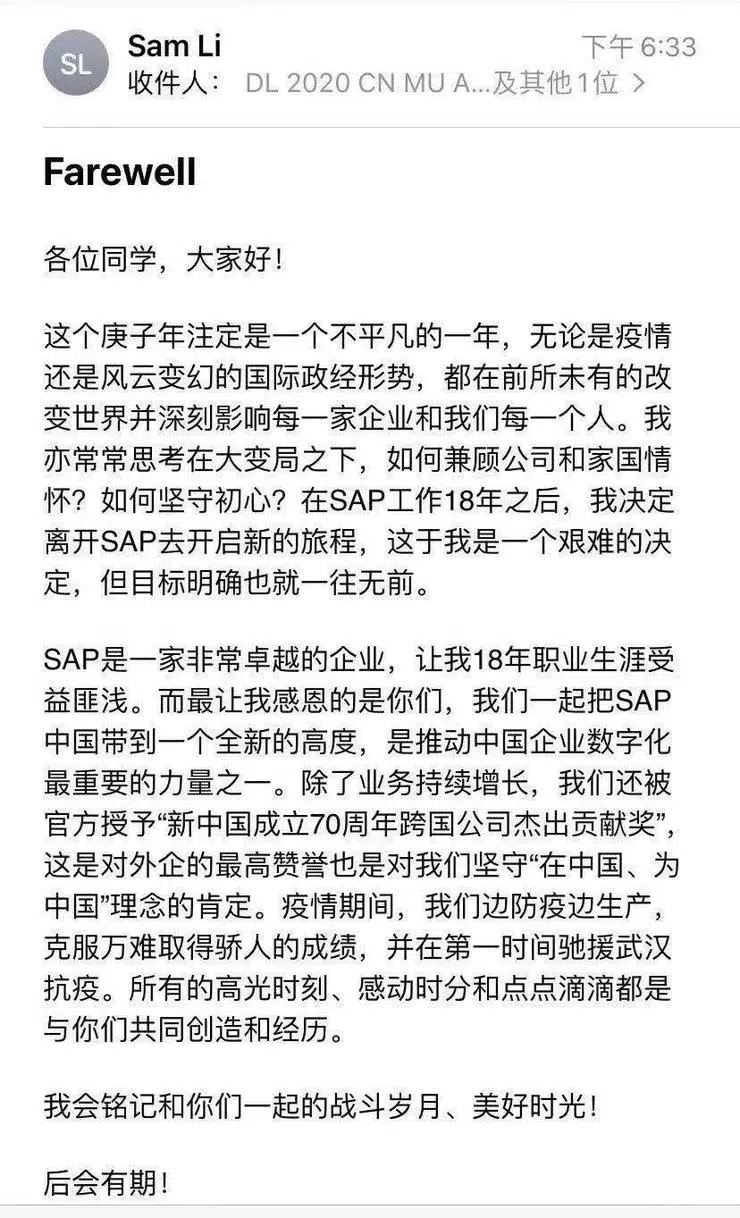 SL
Sam Li
下午 6:33
收件人： DL 2020 CN MU A...及其他1位 >
Farewell
各位同学，大家好！
这个庚子年注定是一个不平凡的一年，无论是疫情
还是风云变幻的国际政经形势，都在前所未有的改
变世界并深刻影响每一家企业和我们每一个人。我
亦常常思考在大变局之下，如何兼顾公司和家国情
怀？如何坚守初心？在SAP工作18年之后，我决定
离开SAP去开启新的旅程，这于我是一个艰难的决
定，但目标明确也就一往无前。
SAP是一家非常卓越的企业，让我18年职业生涯受
益匪浅。而最让我感恩的是你们，我们一起把SAP
中国带到一个全新的高度，是推动中国企业数字化
最重要的力量之一。除了业务持续增长，我们还被
官方授予“新中国成立70周年跨国公司杰出贡献奖”，
这是对外企的最高赞誉也是对我们坚守“在中国、为
中国”理念的肯定。疫情期间，我们边防疫边生产，
克服万难取得骄人的成绩，并在第一时间驰援武汉
抗疫。所有的高光时刻、感动时分和点点滴滴都是
与你们共同创造和经历。
我会铭记和你们一起的战斗岁月、美好时光！
后会有期！